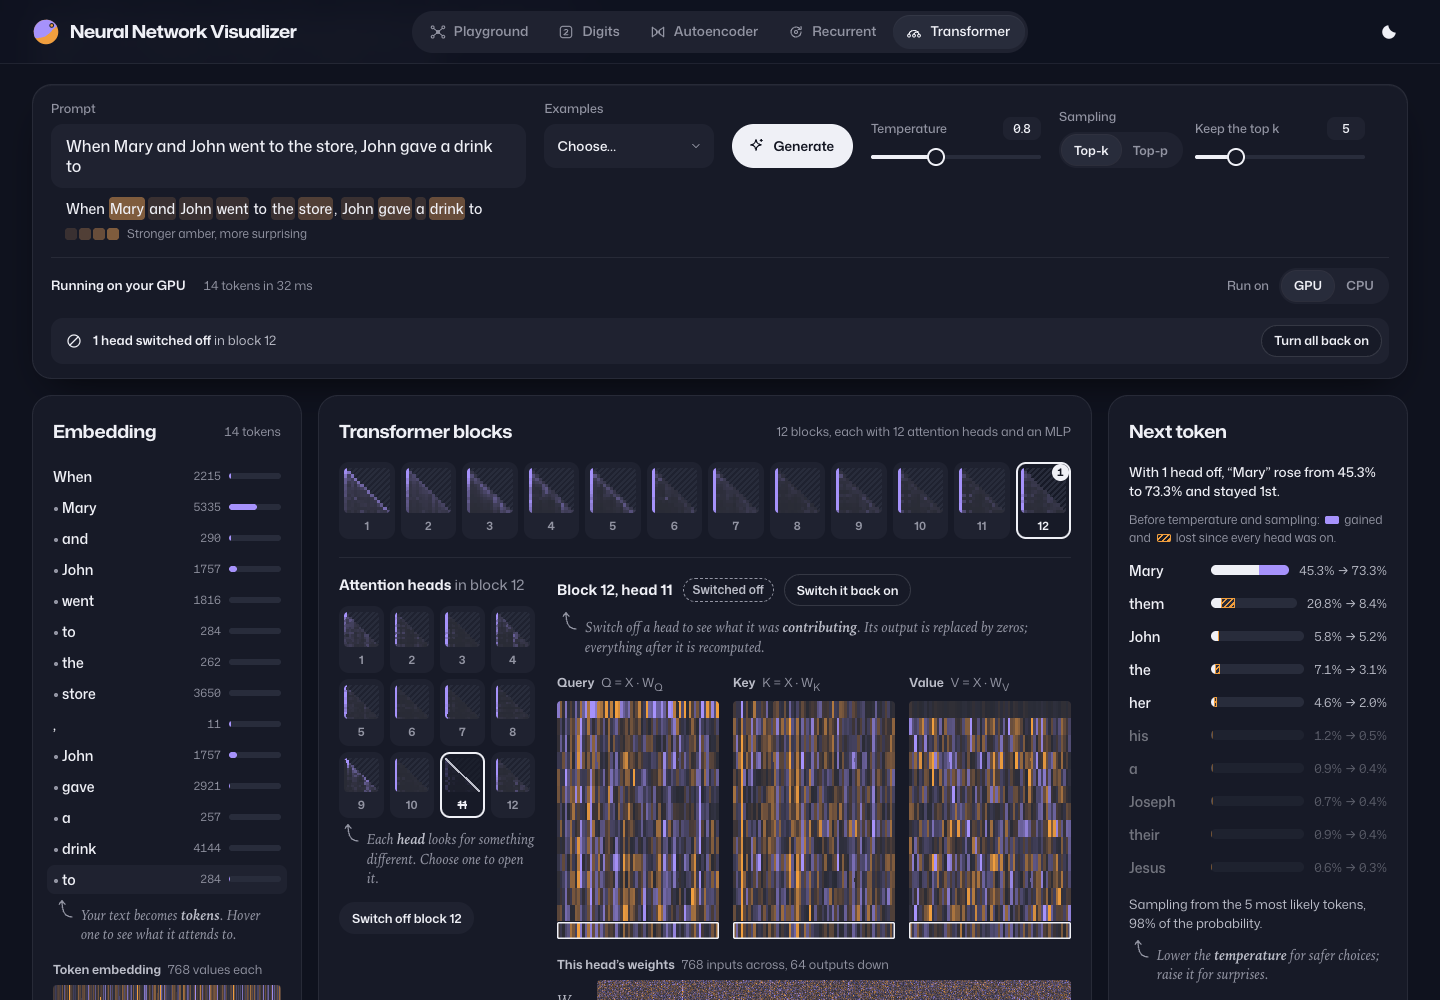 Neural Network Visualizer
Playground
Digits
Autoencoder
Recurrent
Transformer
Prompt
When Mary and John went to the store, John gave a drink
to
When Mary and John went to the store, John gave a drink to
Stronger amber, more surprising
Examples
Choose...
Generate
Temperature
0.8
Sampling
Top-k
Top-p
Keep the top k
5
Running on your GPU
14 tokens in 32 ms
Run on
GPU
CPU
1 head switched off in block 12
Turn all back on
Embedding
14 tokens
When 2215
Mary 5335
and 290
John 1757
went 1816
to 284
the 262
store 3650
, 11
John 1757
gave 2921
a 257
drink 4144
to 284
Your text becomes tokens. Hover
one to see what it attends to.
Token embedding 768 values each
Transformer blocks
12 blocks, each with 12 attention heads and an MLP
1
1 2 3 4 5 6 7 8 9 10 11 12
Attention heads in block 12
1 2 3 4
5 6 7 8
9 10 11 12
Each head looks for something
different. Choose one to open
it.
Switch off block 12
Block 12, head 11
Switched off
Switch it back on
Switch off a head to see what it was contributing. Its output is replaced by zeros;
everything after it is recomputed.
Query Q = X · WQ
Key K = X · WK
Value V = X · WV
This head's weights 768 inputs across, 64 outputs down
Next token
With 1 head off, “Mary” rose from 45.3%
to 73.3% and stayed 1st.
Before temperature and sampling: gained
and lost since every head was on.
Mary 45.3% → 73.3%
them 20.8% → 8.4%
John 5.8% → 5.2%
the 7.1% → 3.1%
her 4.6% → 2.0%
his 1.2% → 0.5%
a 0.9% → 0.4%
Joseph 0.7% → 0.4%
their 0.9% → 0.4%
Jesus 0.6% → 0.3%
Sampling from the 5 most likely tokens,
98% of the probability.
Lower the temperature for safer choices;
raise it for surprises.